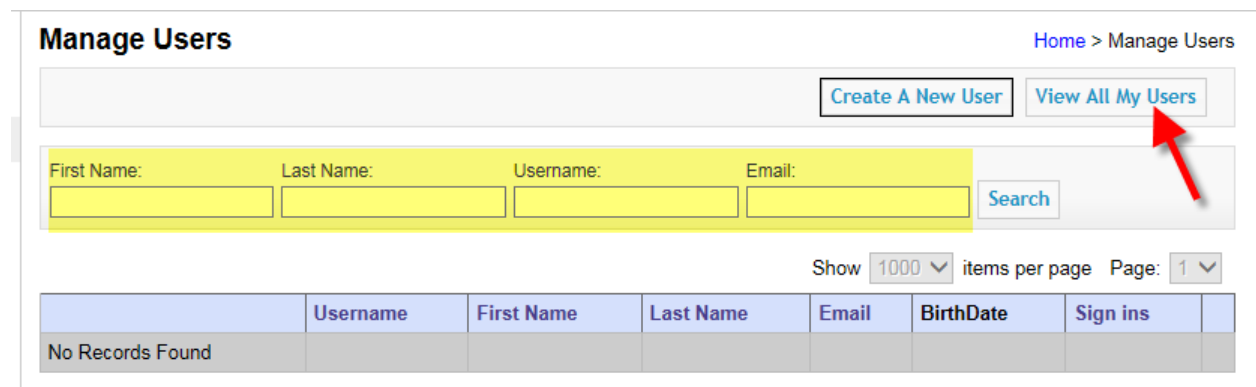 Manage Users
Home > Manage Users
Create A New User View All My Users
First Name: Last Name: Username: Email:
Search
Show 1000 items per page Page: 1
Username First Name Last Name Email BirthDate Sign ins
No Records Found